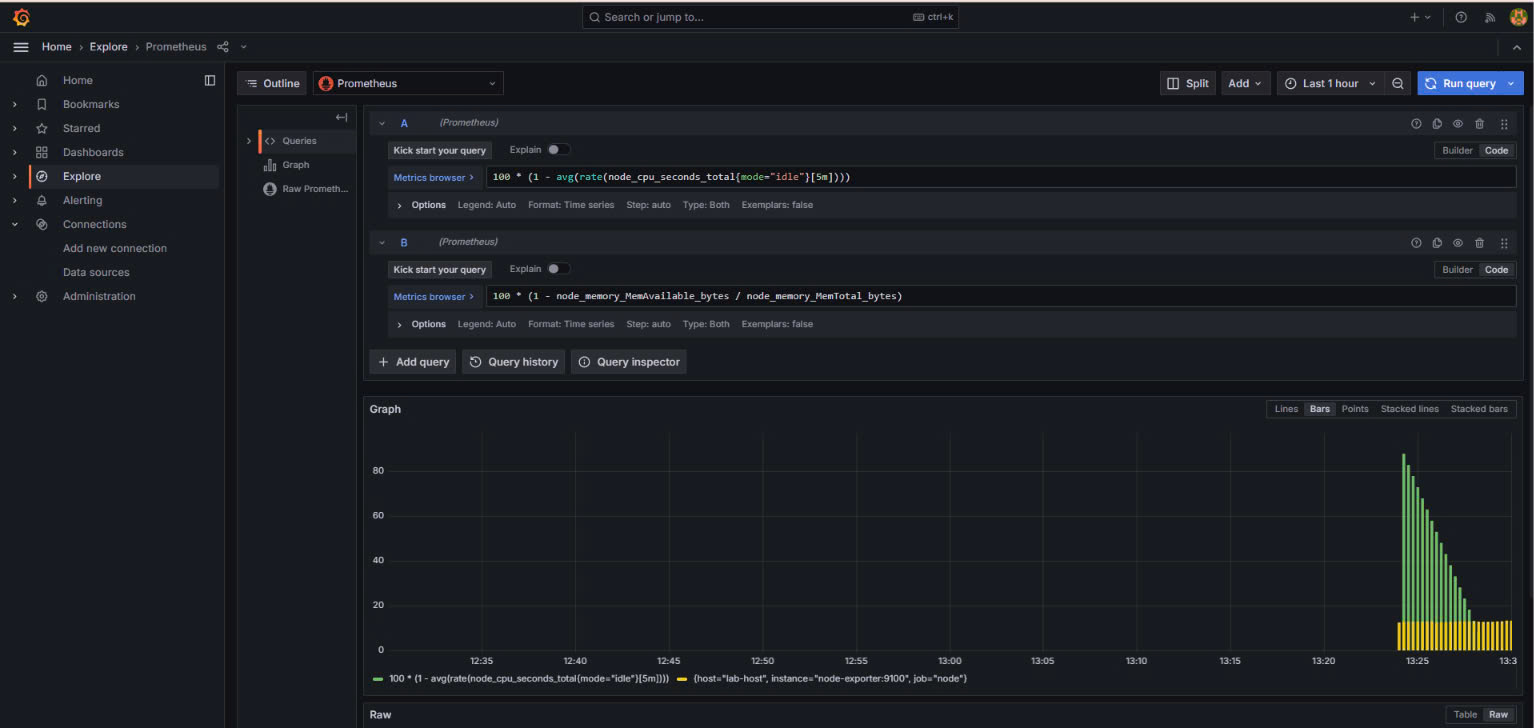 Search or jump to... ctrl+k
Home › Explore › Prometheus
Home
Bookmarks
Starred
Dashboards
Explore
Alerting
Connections
Add new connection
Data sources
Administration
Outline Prometheus Split Add Last 1 hour Run query
Queries
Graph
Raw Prometh...
A (Prometheus)
Kick start your query Explain Builder Code
Metrics browser > 100 * (1 - avg(rate(node_cpu_seconds_total{mode="idle"}[5m])))
> Options Legend: Auto Format: Time series Step: auto Type: Both Exemplars: false
B (Prometheus)
Kick start your query Explain Builder Code
Metrics browser > 100 * (1 - node_memory_MemAvailable_bytes / node_memory_MemTotal_bytes)
> Options Legend: Auto Format: Time series Step: auto Type: Both Exemplars: false
+ Add query Query history Query inspector
Graph Lines Bars Points Stacked lines Stacked bars
80
60
40
20
0
12:35 12:40 12:45 12:50 12:55 13:00 13:05 13:10 13:15 13:20 13:25 13:3
100 * (1 - avg(rate(node_cpu_seconds_total{mode="idle"}[5m]))) {host="lab-host", instance="node-exporter:9100", job="node"}
Raw Table Raw